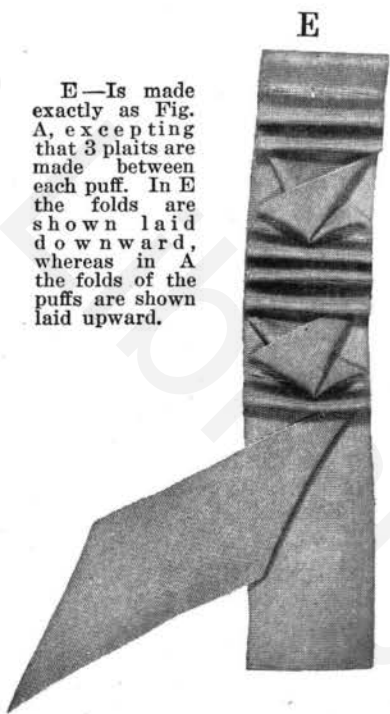 E
E—Is made
exactly as Fig.
A, excepting
that 3 plaits are
made between
each puff. In E
the folds are
shown laid
downward,
whereas in A
the folds of the
puffs are shown
laid upward.